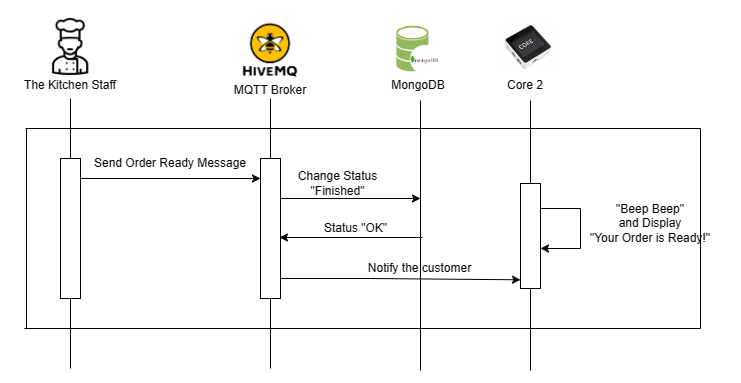 CORE
HIVEMQ
mongoDB
The Kitchen Staff
MQTT Broker
MongoDB
Core 2
Send Order Ready Message
Change Status
"Finished"
Status "OK"
Notify the customer
"Beep Beep"
and Display
"Your Order is Ready!"